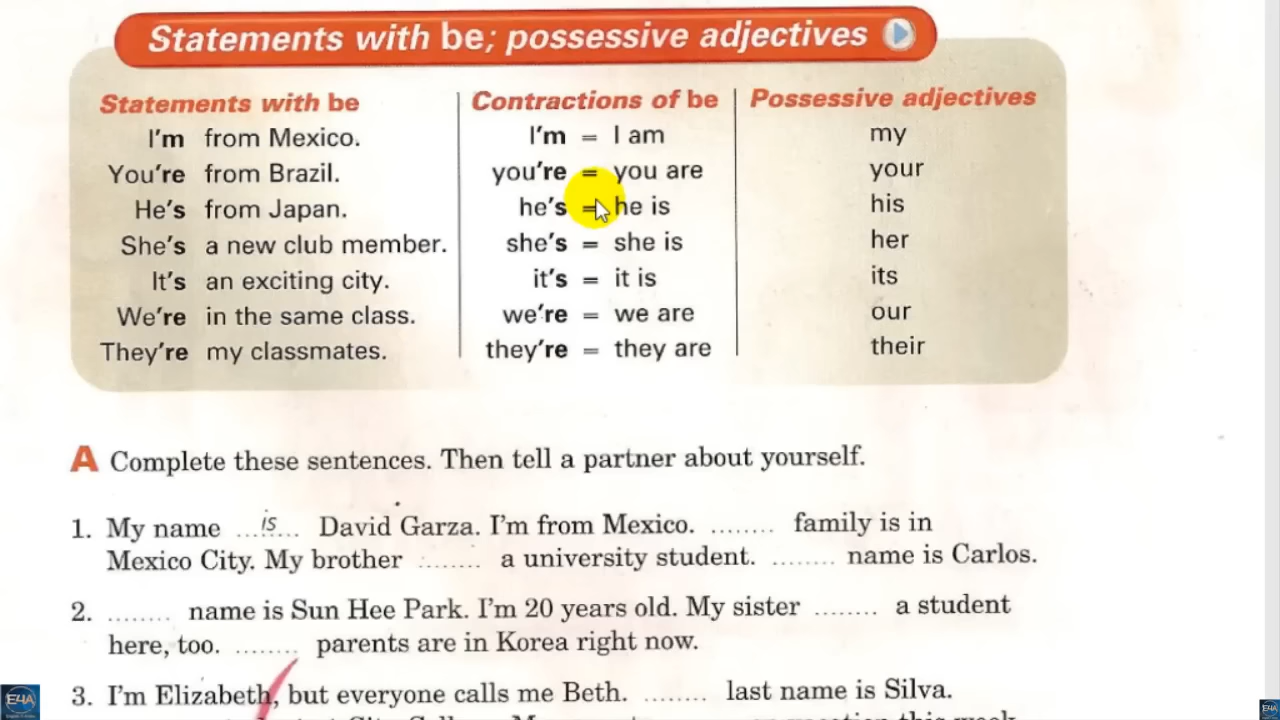 Statements with be; possessive adjectives
Statements with be
I'm from Mexico.
You're from Brazil.
He's from Japan.
She's a new club member.
It's an exciting city.
We're in the same class.
They're my classmates.
Contractions of be
I'm = I am
you're = you are
he's = he is
she's = she is
it's = it is
we're = we are
they're = they are
Possessive adjectives
my
your
his
her
its
our
their
A Complete these sentences. Then tell a partner about yourself.
1. My name ...is... David Garza. I'm from Mexico. ........ family is in
Mexico City. My brother ........ a university student. ........ name is Carlos.
2. ........ name is Sun Hee Park. I'm 20 years old. My sister ........ a student
here, too. ........ parents are in Korea right now.
3. I'm Elizabeth, but everyone calls me Beth. ........ last name is Silva.
E4A
E4A